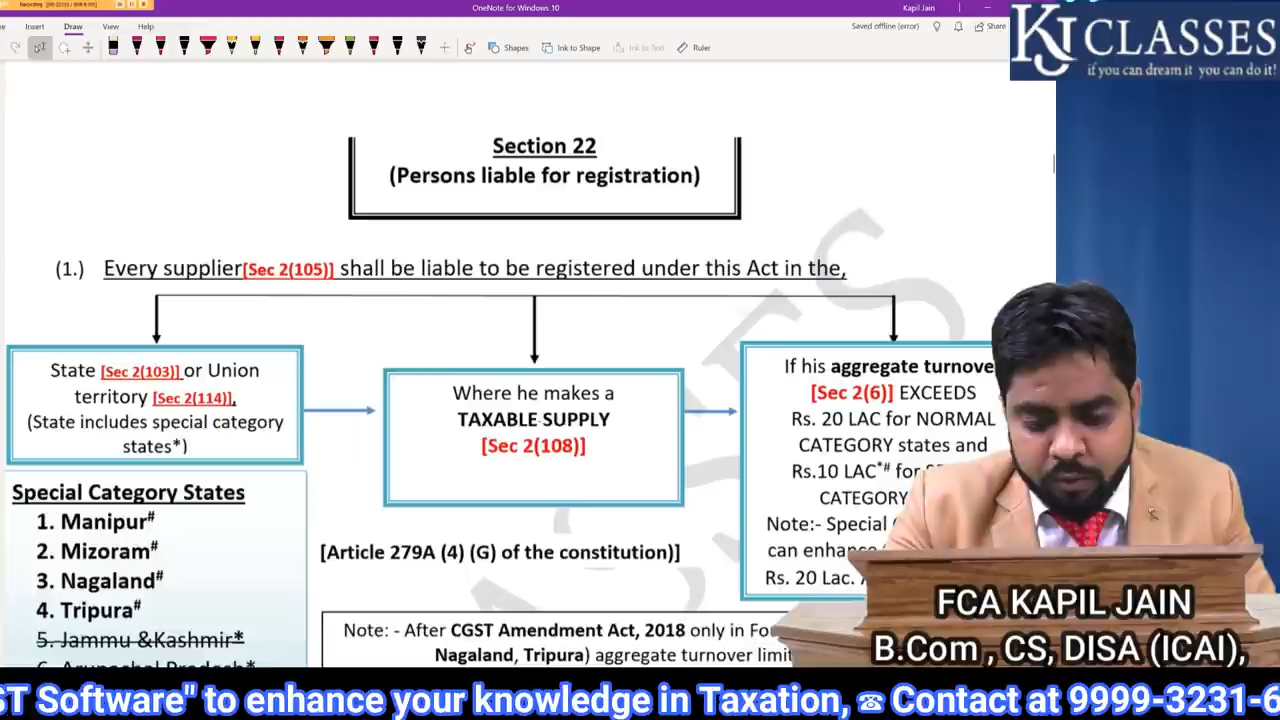 OneNote for Windows 10
Kapil Jain
Insert Draw View Help
Saved offline (error)
Share
Shapes
Ink to Shape
Ink to Text
Ruler
KJ CLASSES
if you can dream it you can do it!
Section 22
(Persons liable for registration)
(1.) Every supplier[Sec 2(105)] shall be liable to be registered under this Act in the,
State [Sec 2(103)] or Union
territory [Sec 2(114)],
(State includes special category
states*)
Where he makes a
TAXABLE SUPPLY
[Sec 2(108)]
If his aggregate turnove
[Sec 2(6)] EXCEEDS
Rs. 20 LAC for NORMAL
CATEGORY states and
Rs.10 LAC*# for
CATEGORY
Note:- Special
can enhance
Rs. 20 Lac.
Special Category States
1. Manipur#
2. Mizoram#
3. Nagaland#
4. Tripura#
5. Jammu &Kashmir*
6. Arunachal Pradesh*
[Article 279A (4) (G) of the constitution)]
Note: - After CGST Amendment Act, 2018 only in Fo
Nagaland, Tripura) aggregate turnover limit
FCA KAPIL JAIN
B.Com , CS, DISA (ICAI),
ST Software" to enhance your knowledge in Taxation, ☎ Contact at 9999-3231-6